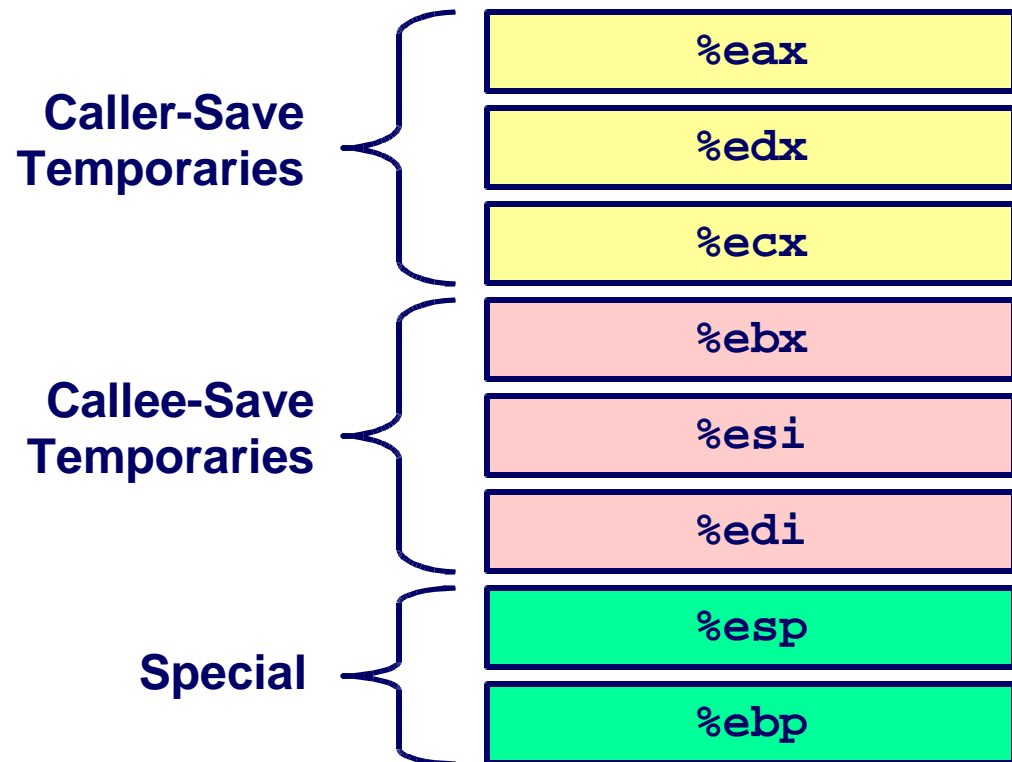 Caller-Save
Temporaries
%eax
%edx
%ecx
Callee-Save
Temporaries
%ebx
%esi
%edi
Special
%esp
%ebp